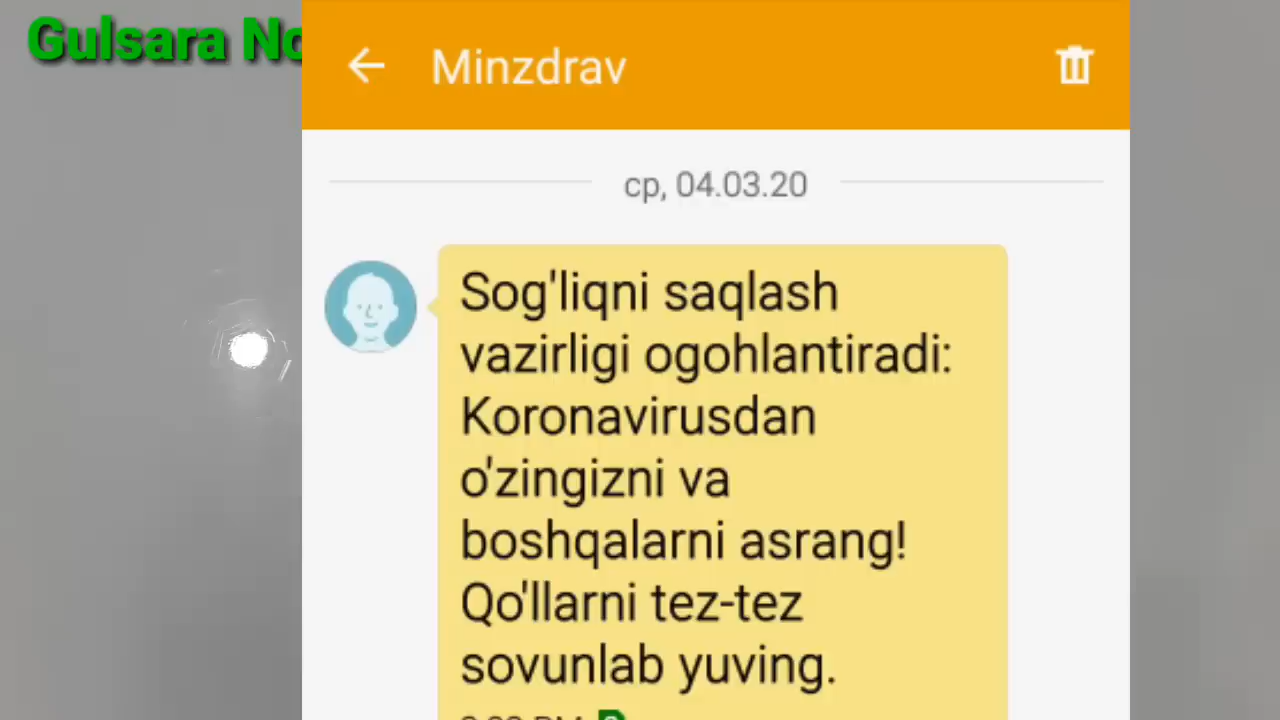 Gulsara
Minzdrav
ср, 04.03.20
Sog'liqni saqlash
vazirligi ogohlantiradi:
Koronavirusdan
o'zingizni va
boshqalarni asrang!
Qo'llarni tez-tez
sovunlab yuving.